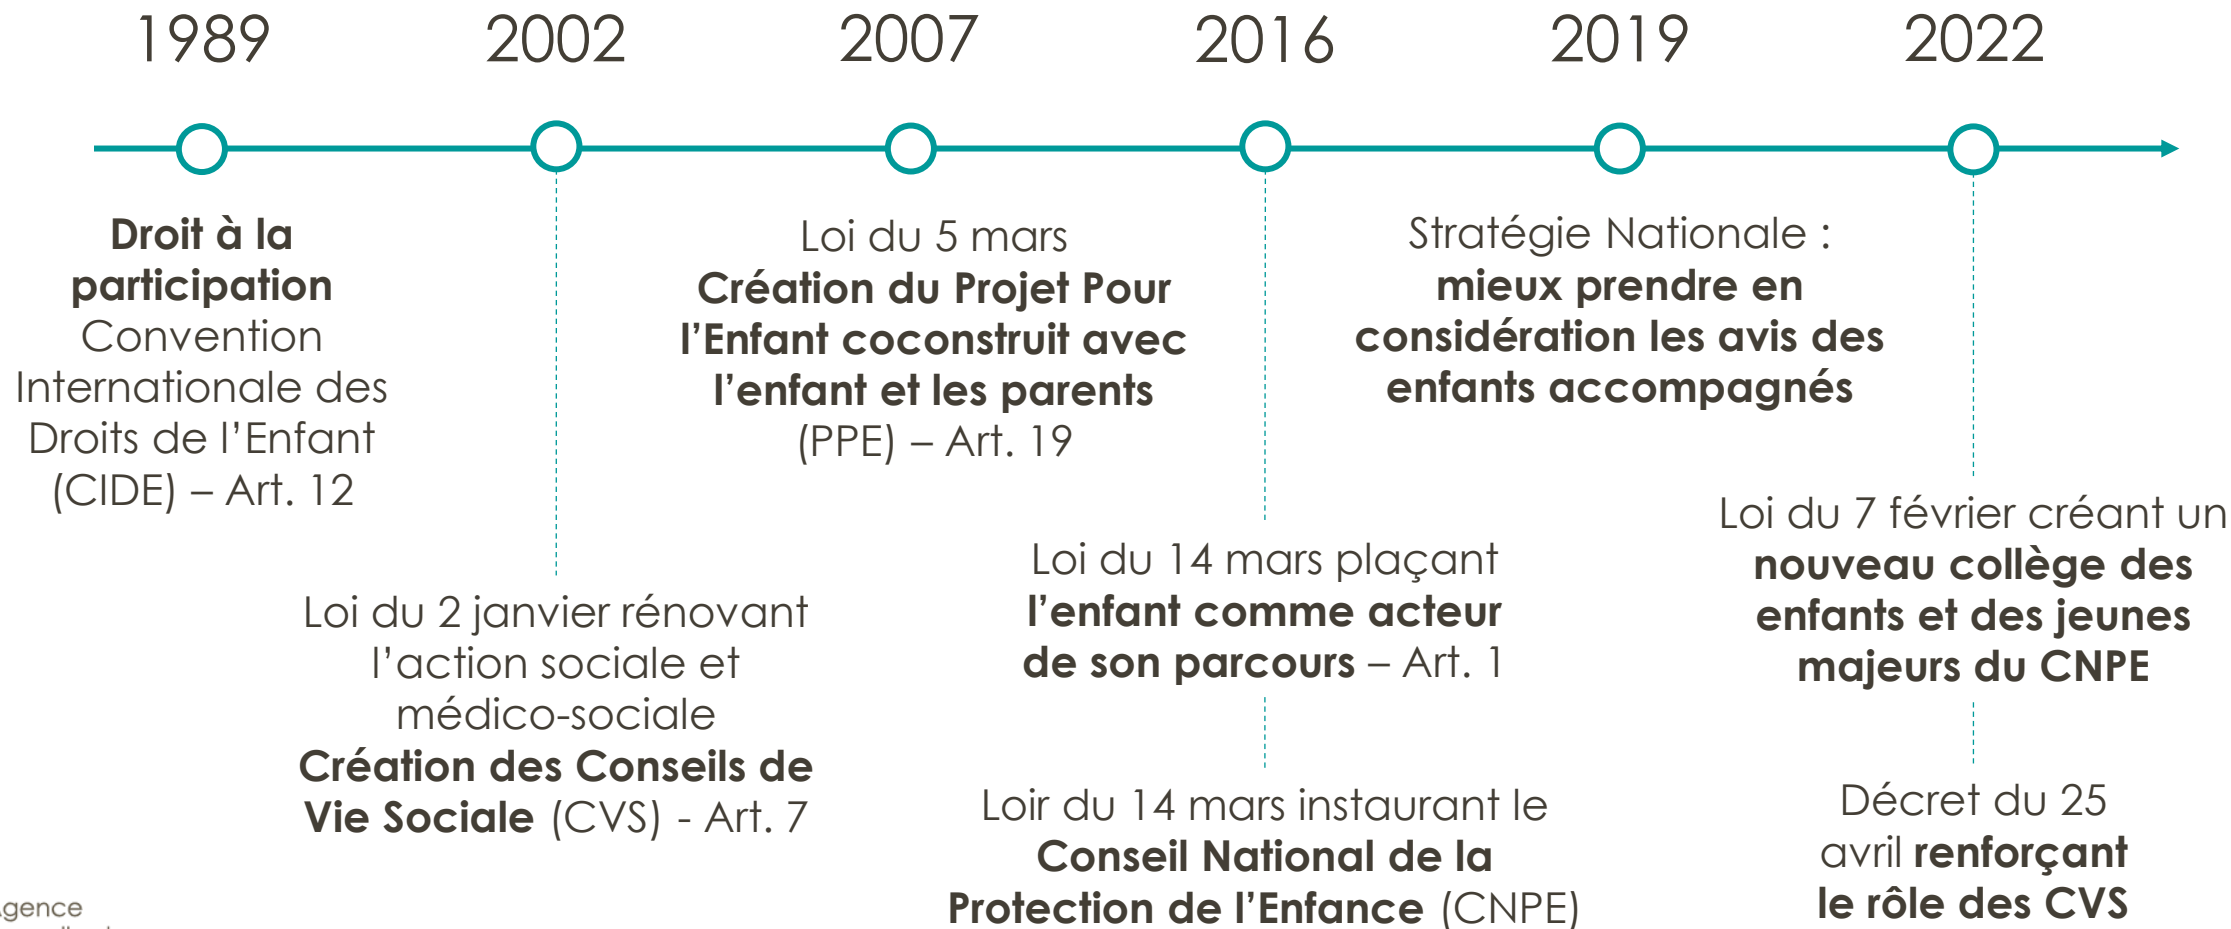 1989
2002
2007
2016
2019
2022
Droit à la
participation
Convention
Internationale des
Droits de l'Enfant
(CIDE) – Art. 12
Loi du 2 janvier rénovant
l'action sociale et
médico-sociale
Création des Conseils de
Vie Sociale (CVS) - Art. 7
Loi du 5 mars
Création du Projet Pour
l'Enfant coconstruit avec
l'enfant et les parents
(PPE) – Art. 19
Loi du 14 mars plaçant
l'enfant comme acteur
de son parcours – Art. 1
Loir du 14 mars instaurant le
Conseil National de la
Protection de l'Enfance (CNPE)
Stratégie Nationale :
mieux prendre en
considération les avis des
enfants accompagnés
Loi du 7 février créant un
nouveau collège des
enfants et des jeunes
majeurs du CNPE
Décret du 25
avril renforçant
le rôle des CVS
Agence